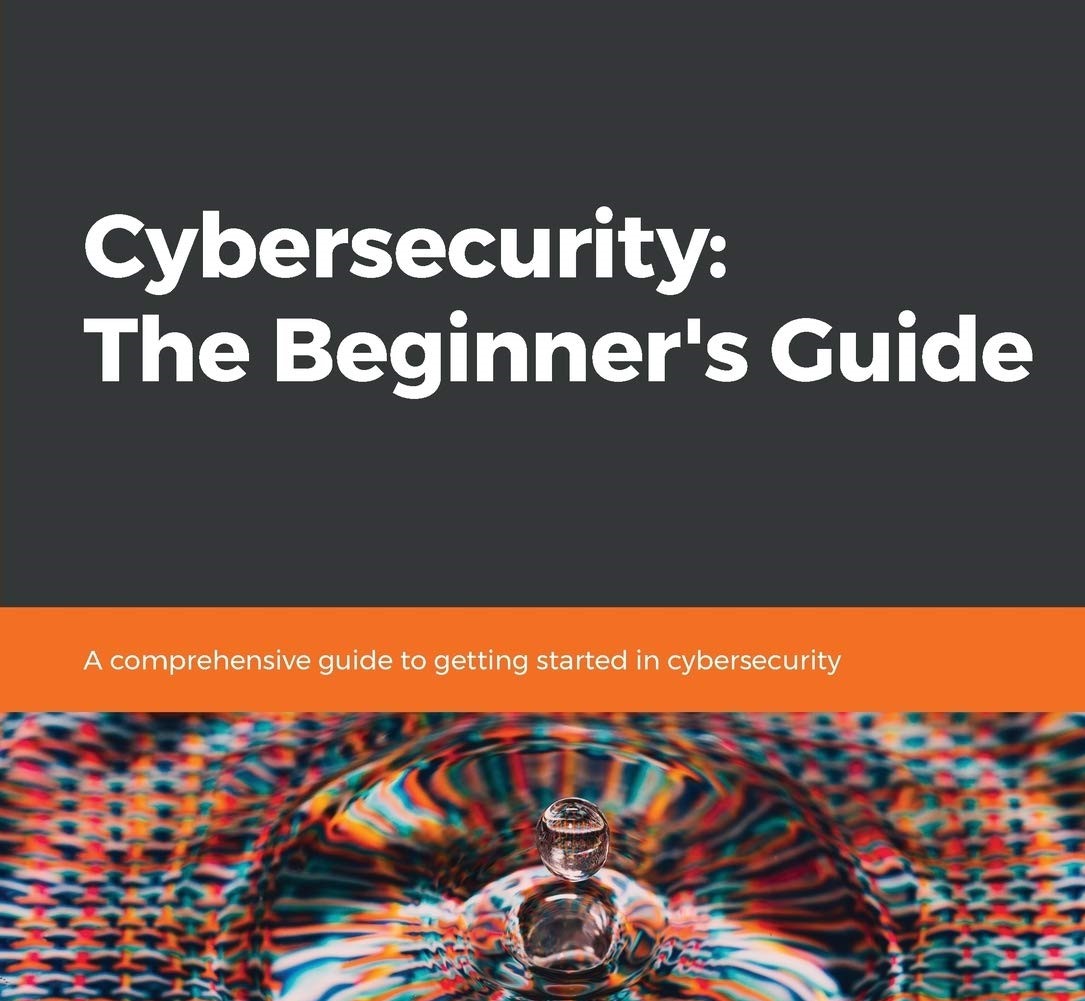 Cybersecurity:
The Beginner's Guide
A comprehensive guide to getting started in cybersecurity